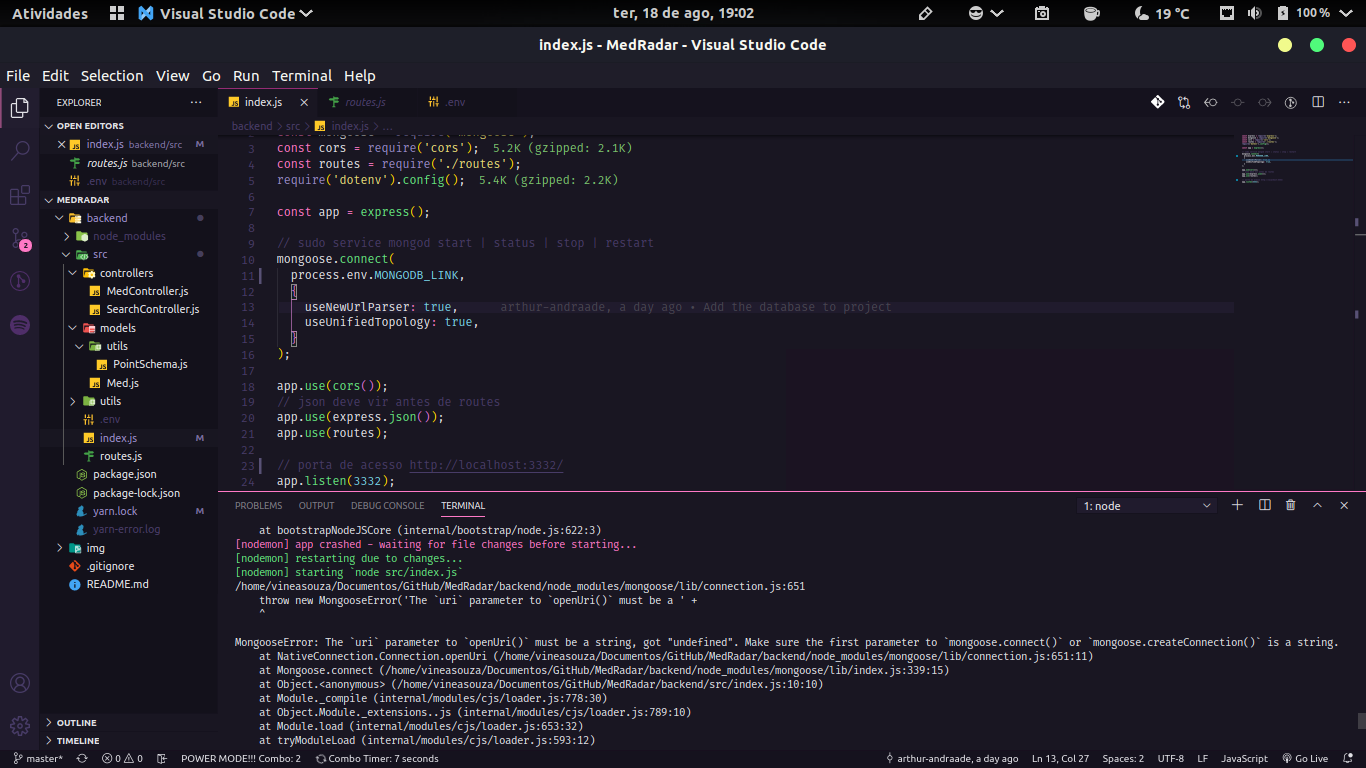 Atividades
Visual Studio Code
ter, 18 de ago, 19:02
19 °C
100 %
index.js - MedRadar - Visual Studio Code
File Edit Selection View Go Run Terminal Help
EXPLORER
OPEN EDITORS
index.js backend/src M
routes.js backend/src
.env backend/src
MEDRADAR
backend
node_modules
src
controllers
MedController.js
SearchController.js
models
utils
PointSchema.js
Med.js
utils
.env
index.js M
routes.js
package.json
package-lock.json
yarn.lock M
yarn-error.log
img
.gitignore
README.md
OUTLINE
TIMELINE
2
index.js
routes.js
.env
backend > src > index.js > ...
3 const cors = require('cors'); 5.2K (gzipped: 2.1K)
4 const routes = require('./routes');
5 require('dotenv').config(); 5.4K (gzipped: 2.2K)
6
7 const app = express();
8
9 // sudo service mongod start | status | stop | restart
10 mongoose.connect(
11 process.env.MONGODB_LINK,
12 {
13 useNewUrlParser: true, arthur-andraade, a day ago • Add the database to project
14 useUnifiedTopology: true,
15 }
16 );
17
18 app.use(cors());
19 // json deve vir antes de routes
20 app.use(express.json());
21 app.use(routes);
22
23 // porta de acesso http://localhost:3332/
24 app.listen(3332);
PROBLEMS OUTPUT DEBUG CONSOLE TERMINAL
1: node
at bootstrapNodeJSCore (internal/bootstrap/node.js:622:3)
[nodemon] app crashed - waiting for file changes before starting...
[nodemon] restarting due to changes...
[nodemon] starting `node src/index.js`
/home/vineasouza/Documentos/GitHub/MedRadar/backend/node_modules/mongoose/lib/connection.js:651
throw new MongooseError('The `uri` parameter to `openUri()` must be a ' +
^
MongooseError: The `uri` parameter to `openUri()` must be a string, got "undefined". Make sure the first parameter to `mongoose.connect()` or `mongoose.createConnection()` is a string.
at NativeConnection.Connection.openUri (/home/vineasouza/Documentos/GitHub/MedRadar/backend/node_modules/mongoose/lib/connection.js:651:11)
at Mongoose.connect (/home/vineasouza/Documentos/GitHub/MedRadar/backend/node_modules/mongoose/lib/index.js:339:15)
at Object.<anonymous> (/home/vineasouza/Documentos/GitHub/MedRadar/backend/src/index.js:10:10)
at Module._compile (internal/modules/cjs/loader.js:778:30)
at Object.Module._extensions..js (internal/modules/cjs/loader.js:789:10)
at Module.load (internal/modules/cjs/loader.js:653:32)
at tryModuleLoad (internal/modules/cjs/loader.js:593:12)
master* 0 0 POWER MODE!!! Combo: 2 Combo Timer: 7 seconds
arthur-andraade, a day ago Ln 13, Col 27 Spaces: 2 UTF-8 LF JavaScript Go Live